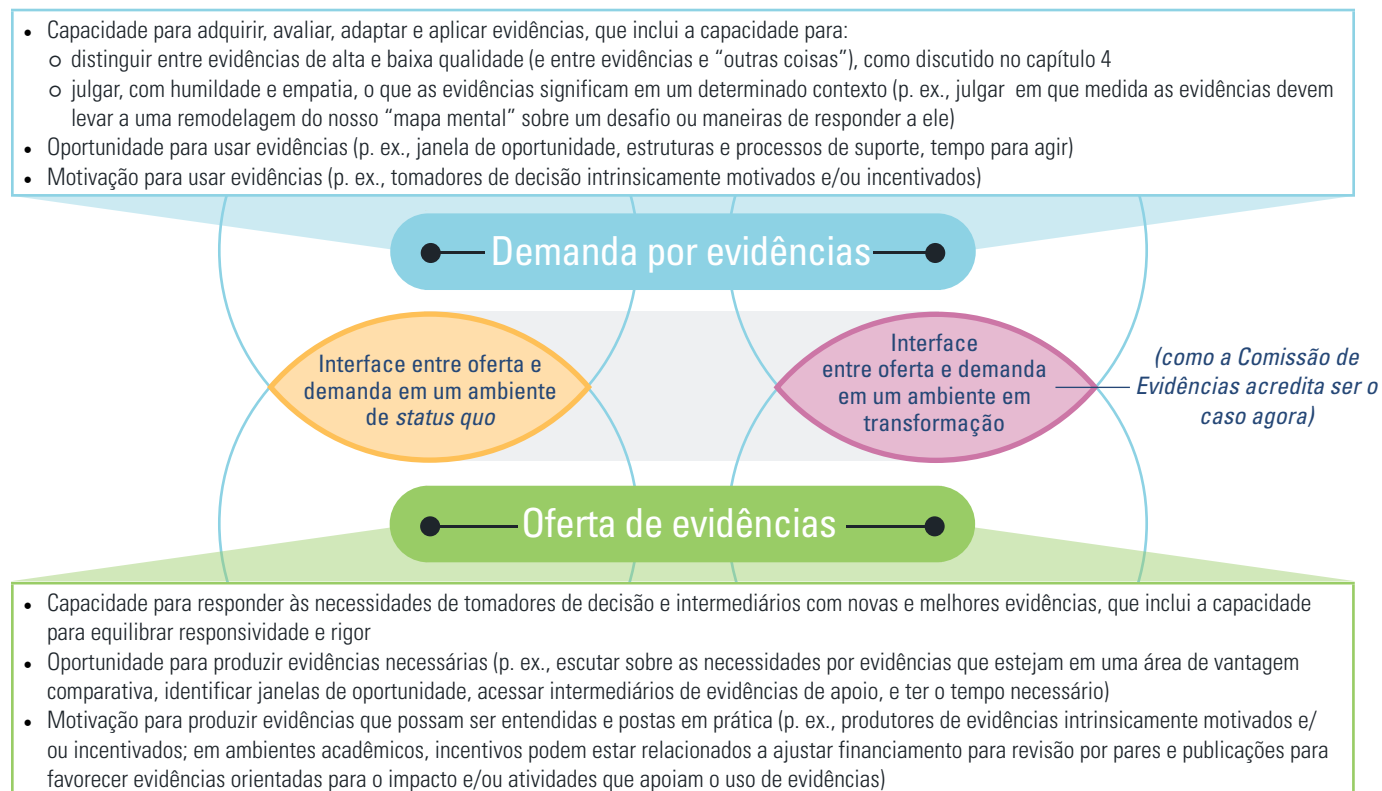 • Capacidade para adquirir, avaliar, adaptar e aplicar evidências, que inclui a capacidade para:
o distinguir entre evidências de alta e baixa qualidade (e entre evidências e “outras coisas”), como discutido no capítulo 4
o julgar, com humildade e empatia, o que as evidências significam em um determinado contexto (p. ex., julgar em que medida as evidências devem
levar a uma remodelagem do nosso “mapa mental” sobre um desafio ou maneiras de responder a ele)
• Oportunidade para usar evidências (p. ex., janela de oportunidade, estruturas e processos de suporte, tempo para agir)
• Motivação para usar evidências (p. ex., tomadores de decisão intrinsicamente motivados e/ou incentivados)
Demanda por evidências
Interface entre oferta e
demanda em um ambiente
de status quo
Interface
entre oferta e demanda
em um ambiente em
transformação
(como a Comissão de
Evidências acredita ser o
caso agora)
Oferta de evidências
• Capacidade para responder às necessidades de tomadores de decisão e intermediários com novas e melhores evidências, que inclui a capacidade
para equilibrar responsividade e rigor
• Oportunidade para produzir evidências necessárias (p. ex., escutar sobre as necessidades por evidências que estejam em uma área de vantagem
comparativa, identificar janelas de oportunidade, acessar intermediários de evidências de apoio, e ter o tempo necessário)
• Motivação para produzir evidências que possam ser entendidas e postas em prática (p. ex., produtores de evidências intrinsicamente motivados e/
ou incentivados; em ambientes acadêmicos, incentivos podem estar relacionados a ajustar financiamento para revisão por pares e publicações para
favorecer evidências orientadas para o impacto e/ou atividades que apoiam o uso de evidências)